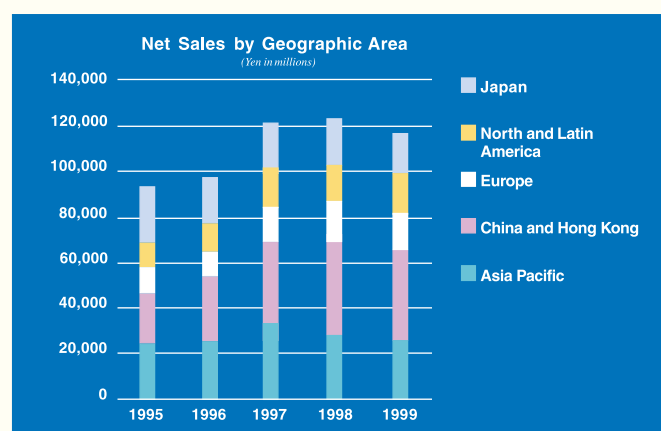 Net Sales by Geographic Area
(Yen in millions)
140,000
120,000
100,000
80,000
60,000
40,000
20,000
0
1995 1996 1997 1998 1999
Japan
North and Latin
America
Europe
China and Hong Kong
Asia Pacific